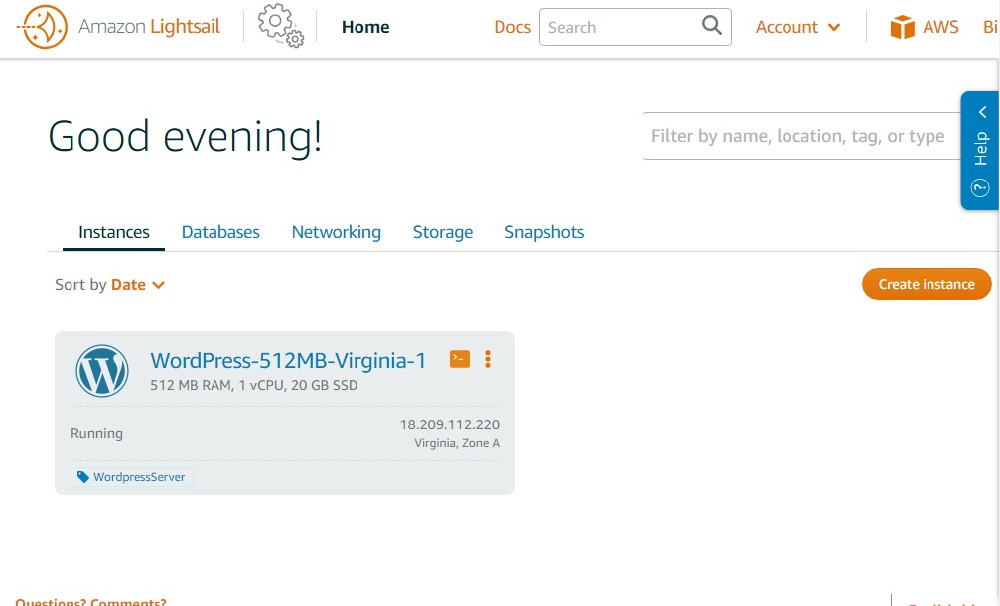 Amazon Lightsail
Home
Docs
Search
Account
AWS
Bi
Good evening!
Filter by name, location, tag, or type
Help
?
Instances
Databases
Networking
Storage
Snapshots
Sort by Date
Create instance
WordPress-512MB-Virginia-1
512 MB RAM, 1 vCPU, 20 GB SSD
Running
18.209.112.220
Virginia, Zone A
WordpressServer
Questions? Comments?